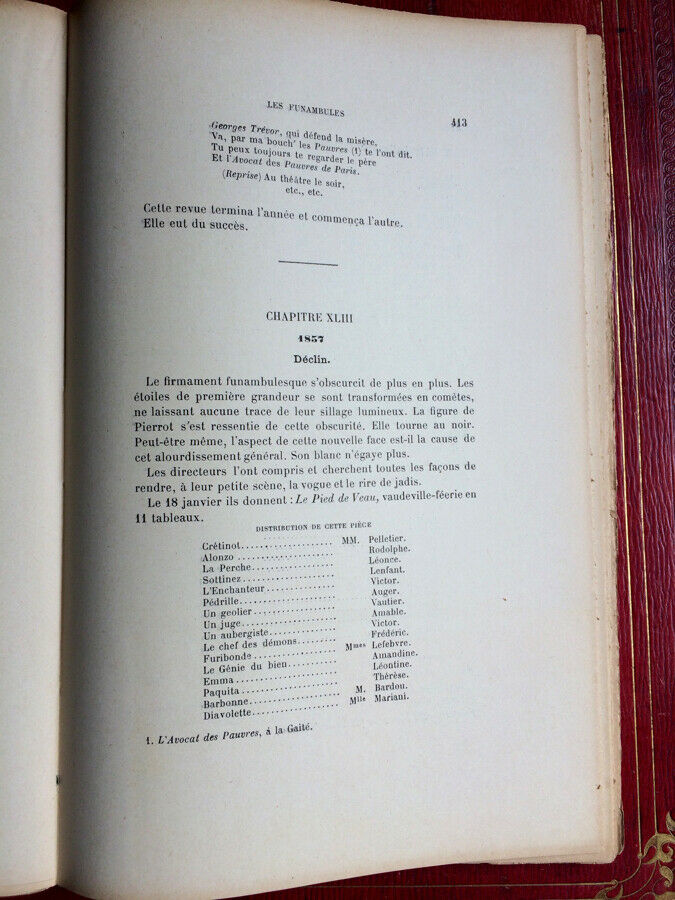 LES FUNAMBULES 413
Georges Trévor, qui défend la misère,
Va, par ma bouch' les Pauvres (1) te l'ont dit.
Tu peux toujours te regarder le père
Et l'Avocat des Pauvres de Paris.
(Reprise) Au théâtre le soir,
etc., etc.
Cette revue termina l'année et commença l'autre.
Elle eut du succès.
CHAPITRE XLIII
1857
Déclin.
Le firmament funambulesque s'obscurcit de plus en plus. Les
étoiles de première grandeur se sont transformées en comètes,
ne laissant aucune trace de leur sillage lumineux. La figure de
Pierrot s'est ressentie de cette obscurité. Elle tourne au noir.
Peut-être même, l'aspect de cette nouvelle face est-il la cause de
cet alourdissement général. Son blanc n'égaye plus.
Les directeurs l'ont compris et cherchent toutes les façons de
rendre, à leur petite scène, la vogue et le rire de jadis.
Le 18 janvier ils donnent : Le Pied de Veau, vaudeville-féerie en
11 tableaux.
DISTRIBUTION DE CETTE PIÈCE
Crétinot.................... MM. Pelletier.
Alonzo .................... Rodolphe.
La Perche.................... Léonce.
Sottinez .................... Lenfant.
L'Enchanteur.................... Victor.
Pédrille.................... Auger.
Un geolier.................... Vautier.
Un juge.................... Amable.
Un aubergiste.................... Victor.
Le chef des démons.................... Frédéric.
Furibonde.................... Mmes Lefebvre.
Le Génie du bien.................... Amandine.
Emma .................... Léontine.
Paquita .................... Thérèse.
Barbonne.................... M. Bardou.
Diavolette.................... Mlle Mariani.
1. L'Avocat des Pauvres, à la Gaité.